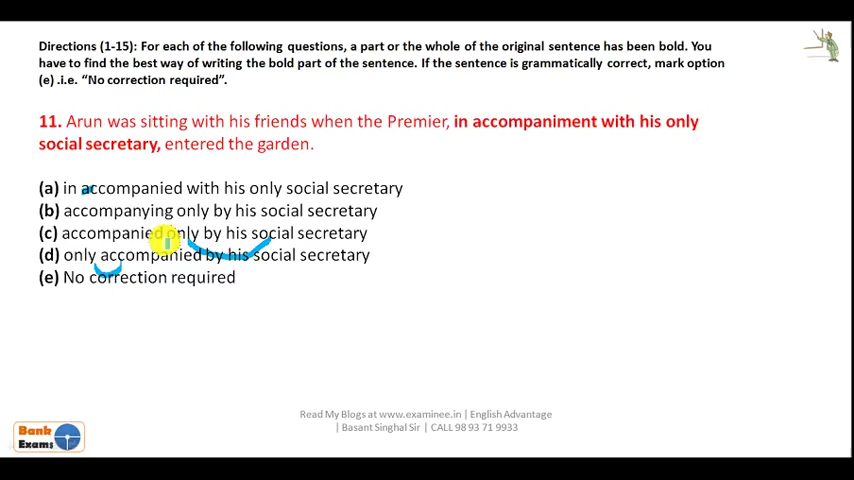 Directions (1-15): For each of the following questions, a part or the whole of the original sentence has been bold. You
have to find the best way of writing the bold part of the sentence. If the sentence is grammatically correct, mark option
(e) .i.e. “No correction required”.
11. Arun was sitting with his friends when the Premier, in accompaniment with his only
social secretary, entered the garden.
(a) in accompanied with his only social secretary
(b) accompanying only by his social secretary
(c) accompanied only by his social secretary
(d) only accompanied by his social secretary
(e) No correction required
Read My Blogs at www.examinee.in | English Advantage
| Basant Singhal Sir | CALL 98 93 71 9933
Bank
Exams